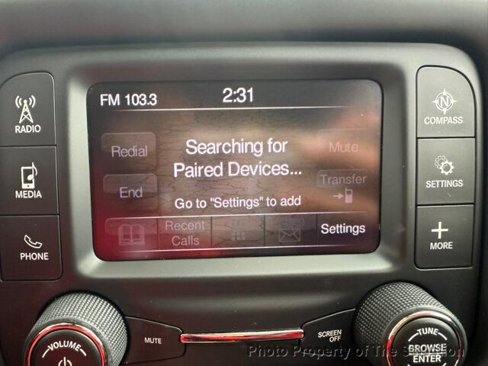 FM 103.3
2:31
RADIO
COMPASS
Redial
Searching for
Paired Devices...
Mute
MEDIA
End
Transfer
SETTINGS
Go to "Settings" to add
PHONE
Recent
Calls
Settings
MORE
VOLUME
MUTE
SCREEN
OFF
TUNE
BROWSE
ENTER
Photo Property of The